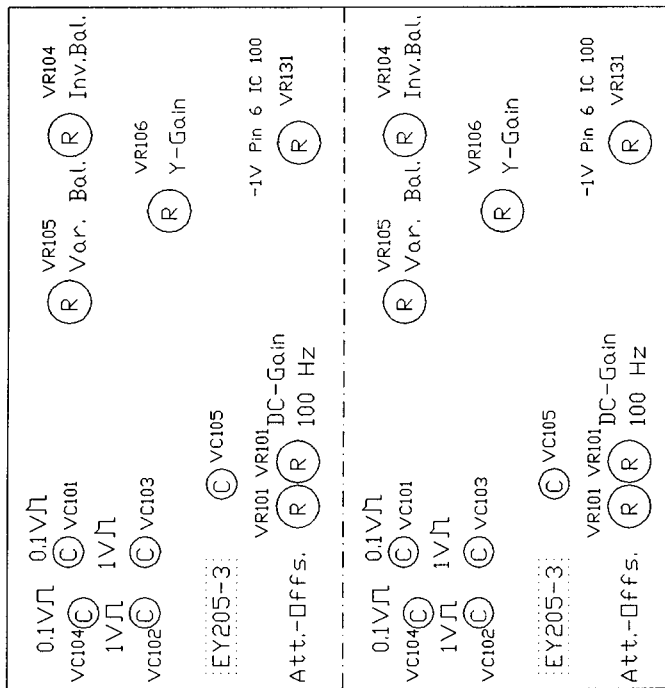 0.1V⊓ 0.1V⊓
VR105 VR104
VC104 C C VC101
R Var. Bal. R Inv.Bal.
1V⊓ 1V⊓
VR106
VC102 C C VC103
R Y-Gain
EY205-3
C VC105
-1V Pin 6 IC 100
VR101 VR101 DC-Gain
R VR131
Att.-Offs. R R 100 Hz
0.1V⊓ 0.1V⊓
VR105 VR104
VC104 C C VC101
R Var. Bal. R Inv.Bal.
1V⊓ 1V⊓
VR106
VC102 C C VC103
R Y-Gain
EY205-3
C VC105
-1V Pin 6 IC 100
VR101 VR101 DC-Gain
R VR131
Att.-Offs. R R 100 Hz